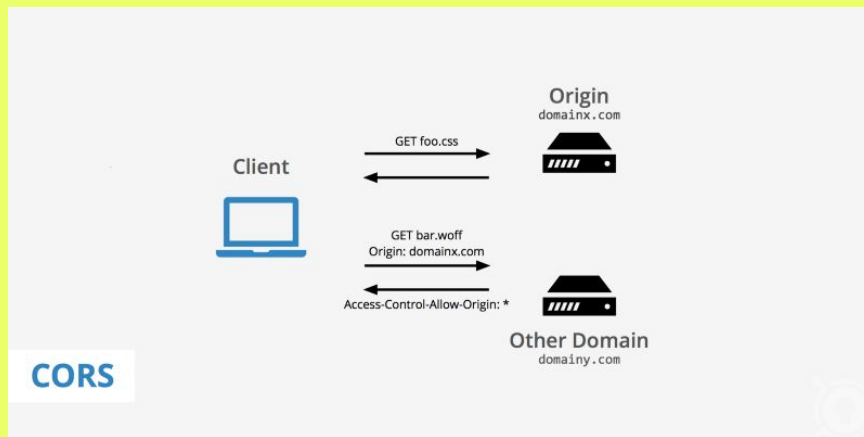 Origin
domainx.com
GET foo.css
Client
GET bar.woff
Origin: domainx.com
Access-Control-Allow-Origin: *
Other Domain
domainy.com
CORS